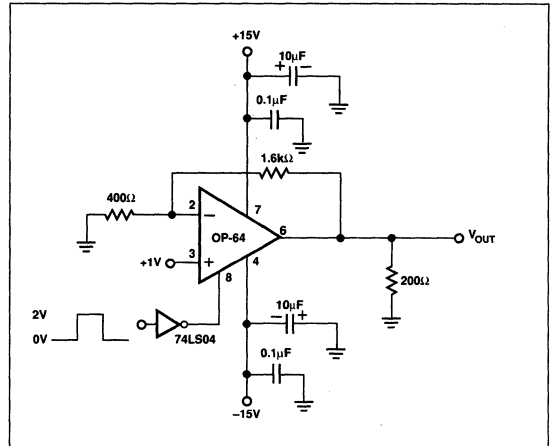 +15V
+ 10μF −
0.1μF
1.6kΩ
400Ω
2
−
7
OP-64
6
VOUT
3
+
+1V
4
8
200Ω
2V
0V
74LS04
− 10μF +
0.1μF
−15V